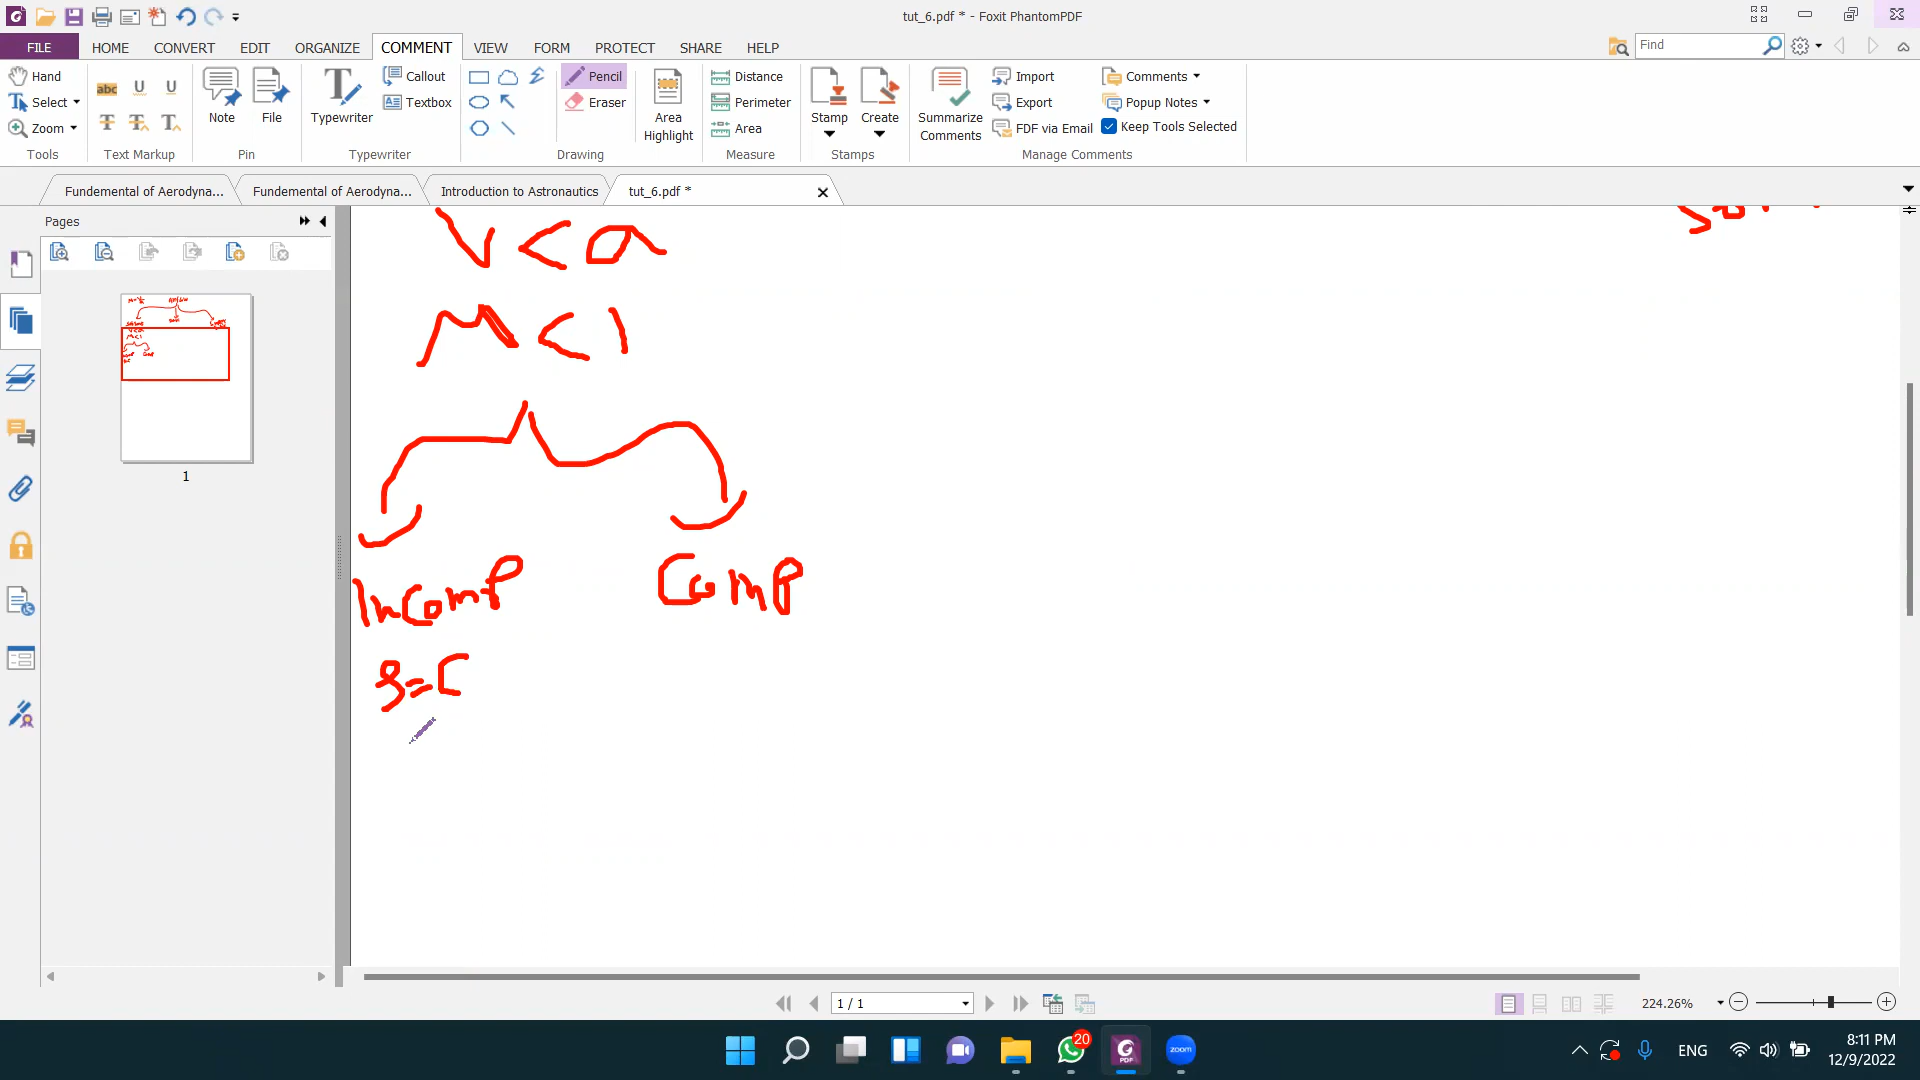 tut_6.pdf * - Foxit PhantomPDF
FILE HOME CONVERT EDIT ORGANIZE COMMENT VIEW FORM PROTECT SHARE HELP
Find
Hand
Select
Zoom
Tools
Text Markup
Note
File
Pin
Typewriter
Callout
Textbox
Typewriter
Pencil
Eraser
Area
Highlight
Drawing
Distance
Perimeter
Area
Measure
Stamp
Create
Stamps
Summarize
Comments
Import
Export
FDF via Email
Comments
Popup Notes
Keep Tools Selected
Manage Comments
Fundemental of Aerodyna...
Fundemental of Aerodyna...
Introduction to Astronautics
tut_6.pdf *
Pages
1
V < a
M < 1
InComp
Comp
ρ = C
1 / 1
224.26%
20
zoom
ENG
8:11 PM
12/9/2022